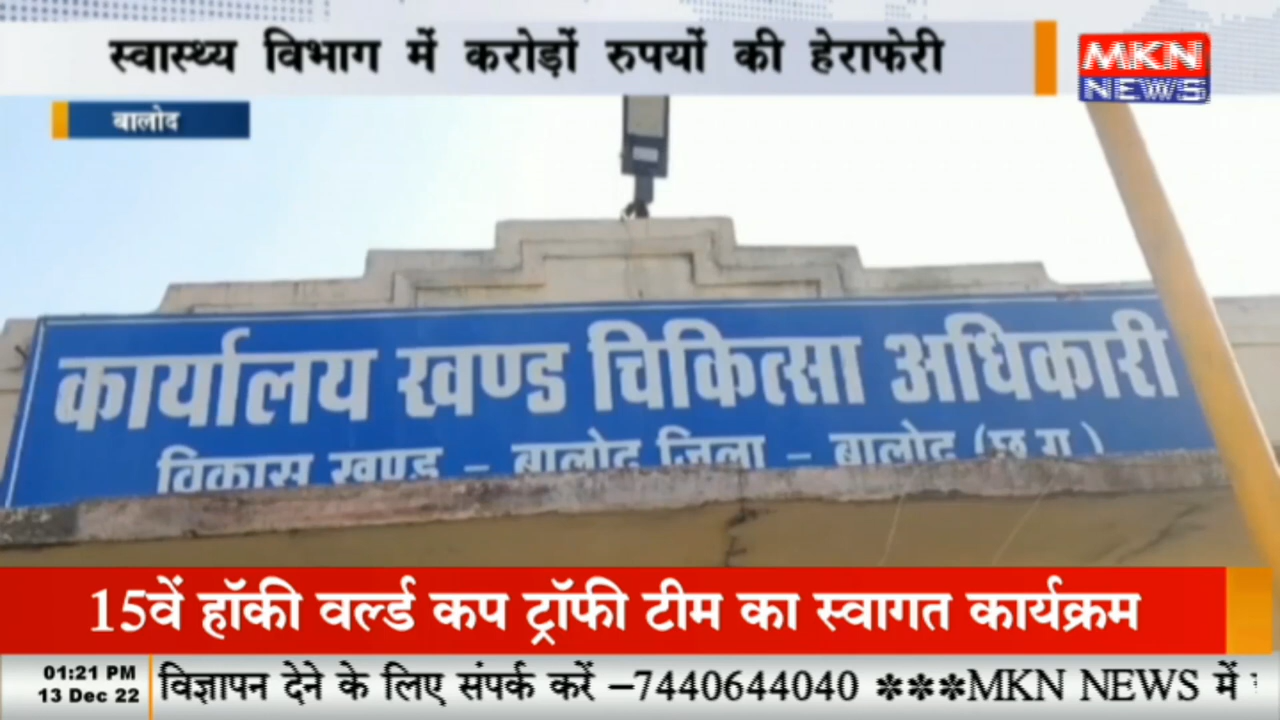 स्वास्थ्य विभाग में करोड़ों रुपयों की हेराफेरी
MKN
NEWS
बालोद
कार्यालय खण्ड चिकित्सा अधिकारी
विकास खण्ड - बालोद जिला - बालोद (छ.ग.)
15वें हॉकी वर्ल्ड कप ट्रॉफी टीम का स्वागत कार्यक्रम
01:21 PM
13 Dec 22
विज्ञापन देने के लिए संपर्क करें –7440644040 ***MKN NEWS में